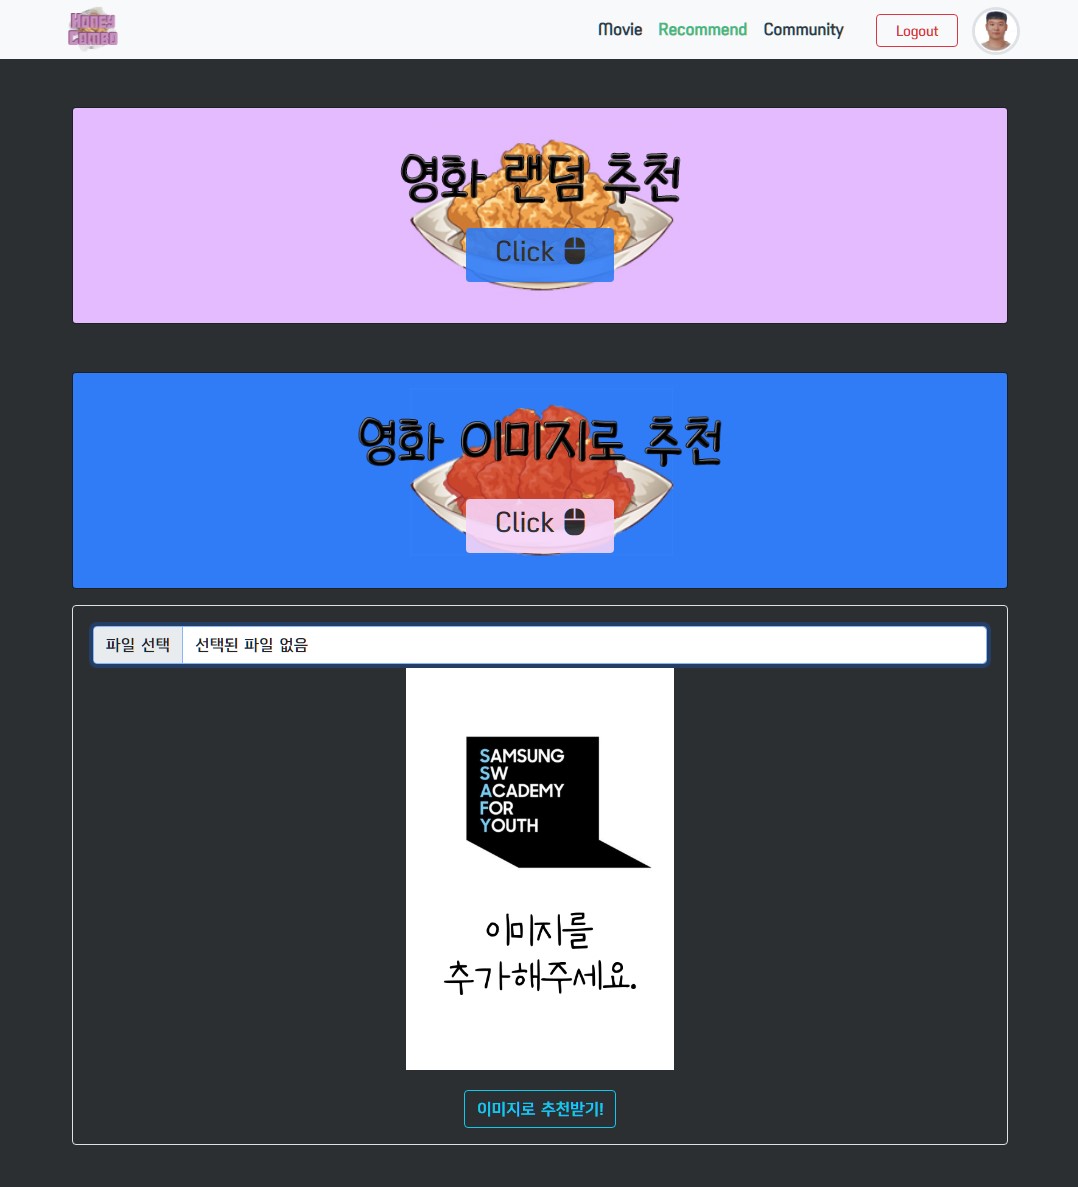 HONEY
COMBO
Movie Recommend Community Logout
영화 랜덤 추천
Click
영화 이미지로 추천
Click
파일 선택 선택된 파일 없음
SAMSUNG
SW
ACADEMY
FOR
YOUTH
이미지를
추가해주세요.
이미지로 추천받기!